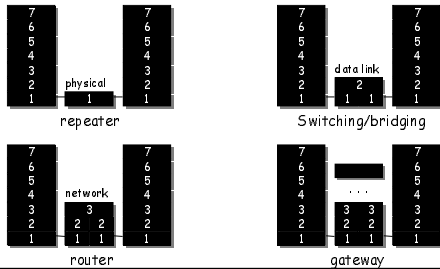 7 7
6 6
5 5
4 4
3 physical 3
2 2
1 1 1
repeater
7 7
6 6
5 5
4 4
3 data link 3
2 2 2
1 1 1 1
Switching/bridging
7 7
6 6
5 5
4 network 4
3 3 3
2 2 2 2
1 1 1 1
router
7 7
6 6
5 5
4 . . . 4
3 3 3 3
2 2 2 2
1 1 1 1
gateway